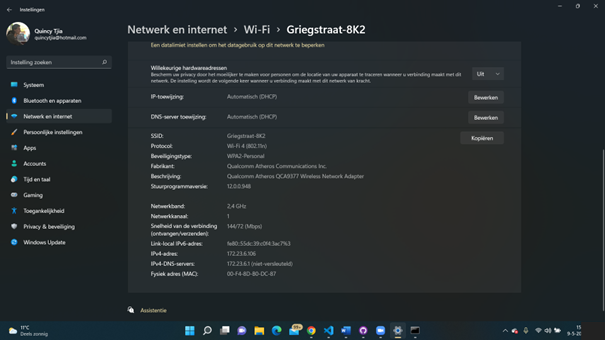 Instellingen
Quincy Tjia
quincytjia@hotmail.com
Instelling zoeken
Systeem
Bluetooth en apparaten
Netwerk en internet
Persoonlijke instellingen
Apps
Accounts
Tijd en taal
Gaming
Toegankelijkheid
Privacy & beveiliging
Windows Update
Netwerk en internet › Wi-Fi › Griegstraat-8K2
Een datalimiet instellen om het datagebruik op dit netwerk te beperken
Willekeurige hardwareadressen
Bescherm uw privacy door het moeilijker te maken voor personen om de locatie van uw apparaat te traceren wanneer u verbinding maakt met dit
netwerk. De instelling wordt de volgende keer wanneer u verbinding maakt met dit netwerk van kracht.
Uit
IP-toewijzing: Automatisch (DHCP) Bewerken
DNS-server toewijzing: Automatisch (DHCP) Bewerken
SSID: Griegstraat-8K2 Kopiëren
Protocol: Wi-Fi 4 (802.11n)
Beveiligingstype: WPA2-Personal
Fabrikant: Qualcomm Atheros Communications Inc.
Beschrijving: Qualcomm Atheros QCA9377 Wireless Network Adapter
Stuurprogrammaversie: 12.0.0.948
Netwerkband: 2,4 GHz
Netwerkkanaal: 1
Snelheid van de verbinding
(ontvangen/verzenden): 144/72 (Mbps)
Link-local IPv6-adres: fe80::55dc:39:c0f4:3ac7%3
IPv4-adres: 172.23.6.106
IPv4-DNS-servers: 172.23.6.1 (niet-versleuteld)
Fysiek adres (MAC): 00-F4-8D-B0-DC-87
Assistentie
11°C
Deels zonnig
99+
15
9-5-20